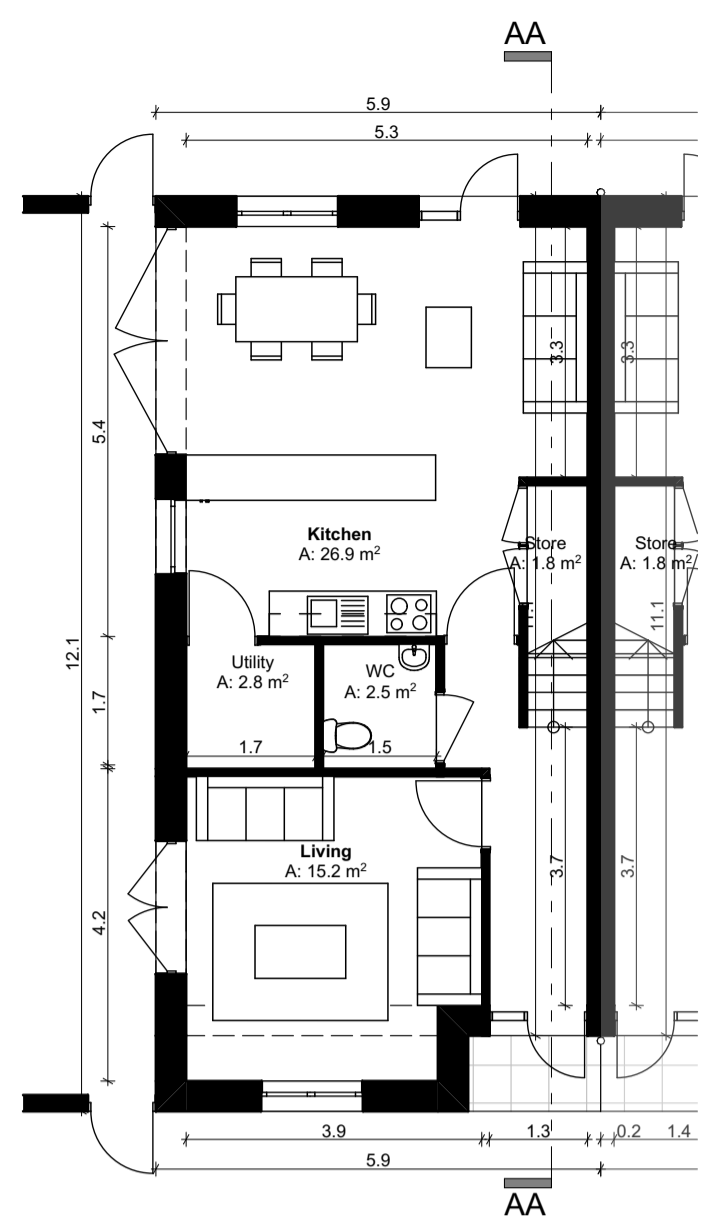 AA
5.9
5.3
3.3
3.3
5.4
Kitchen
A: 26.9 m²
Store
A: 1.8 m²
Store
A: 1.8 m²
11.1
12.1
1.7
Utility
A: 2.8 m²
WC
A: 2.5 m²
1.7
1.5
Living
A: 15.2 m²
3.7
3.7
4.2
3.9
1.3
0.2
1.4
5.9
AA